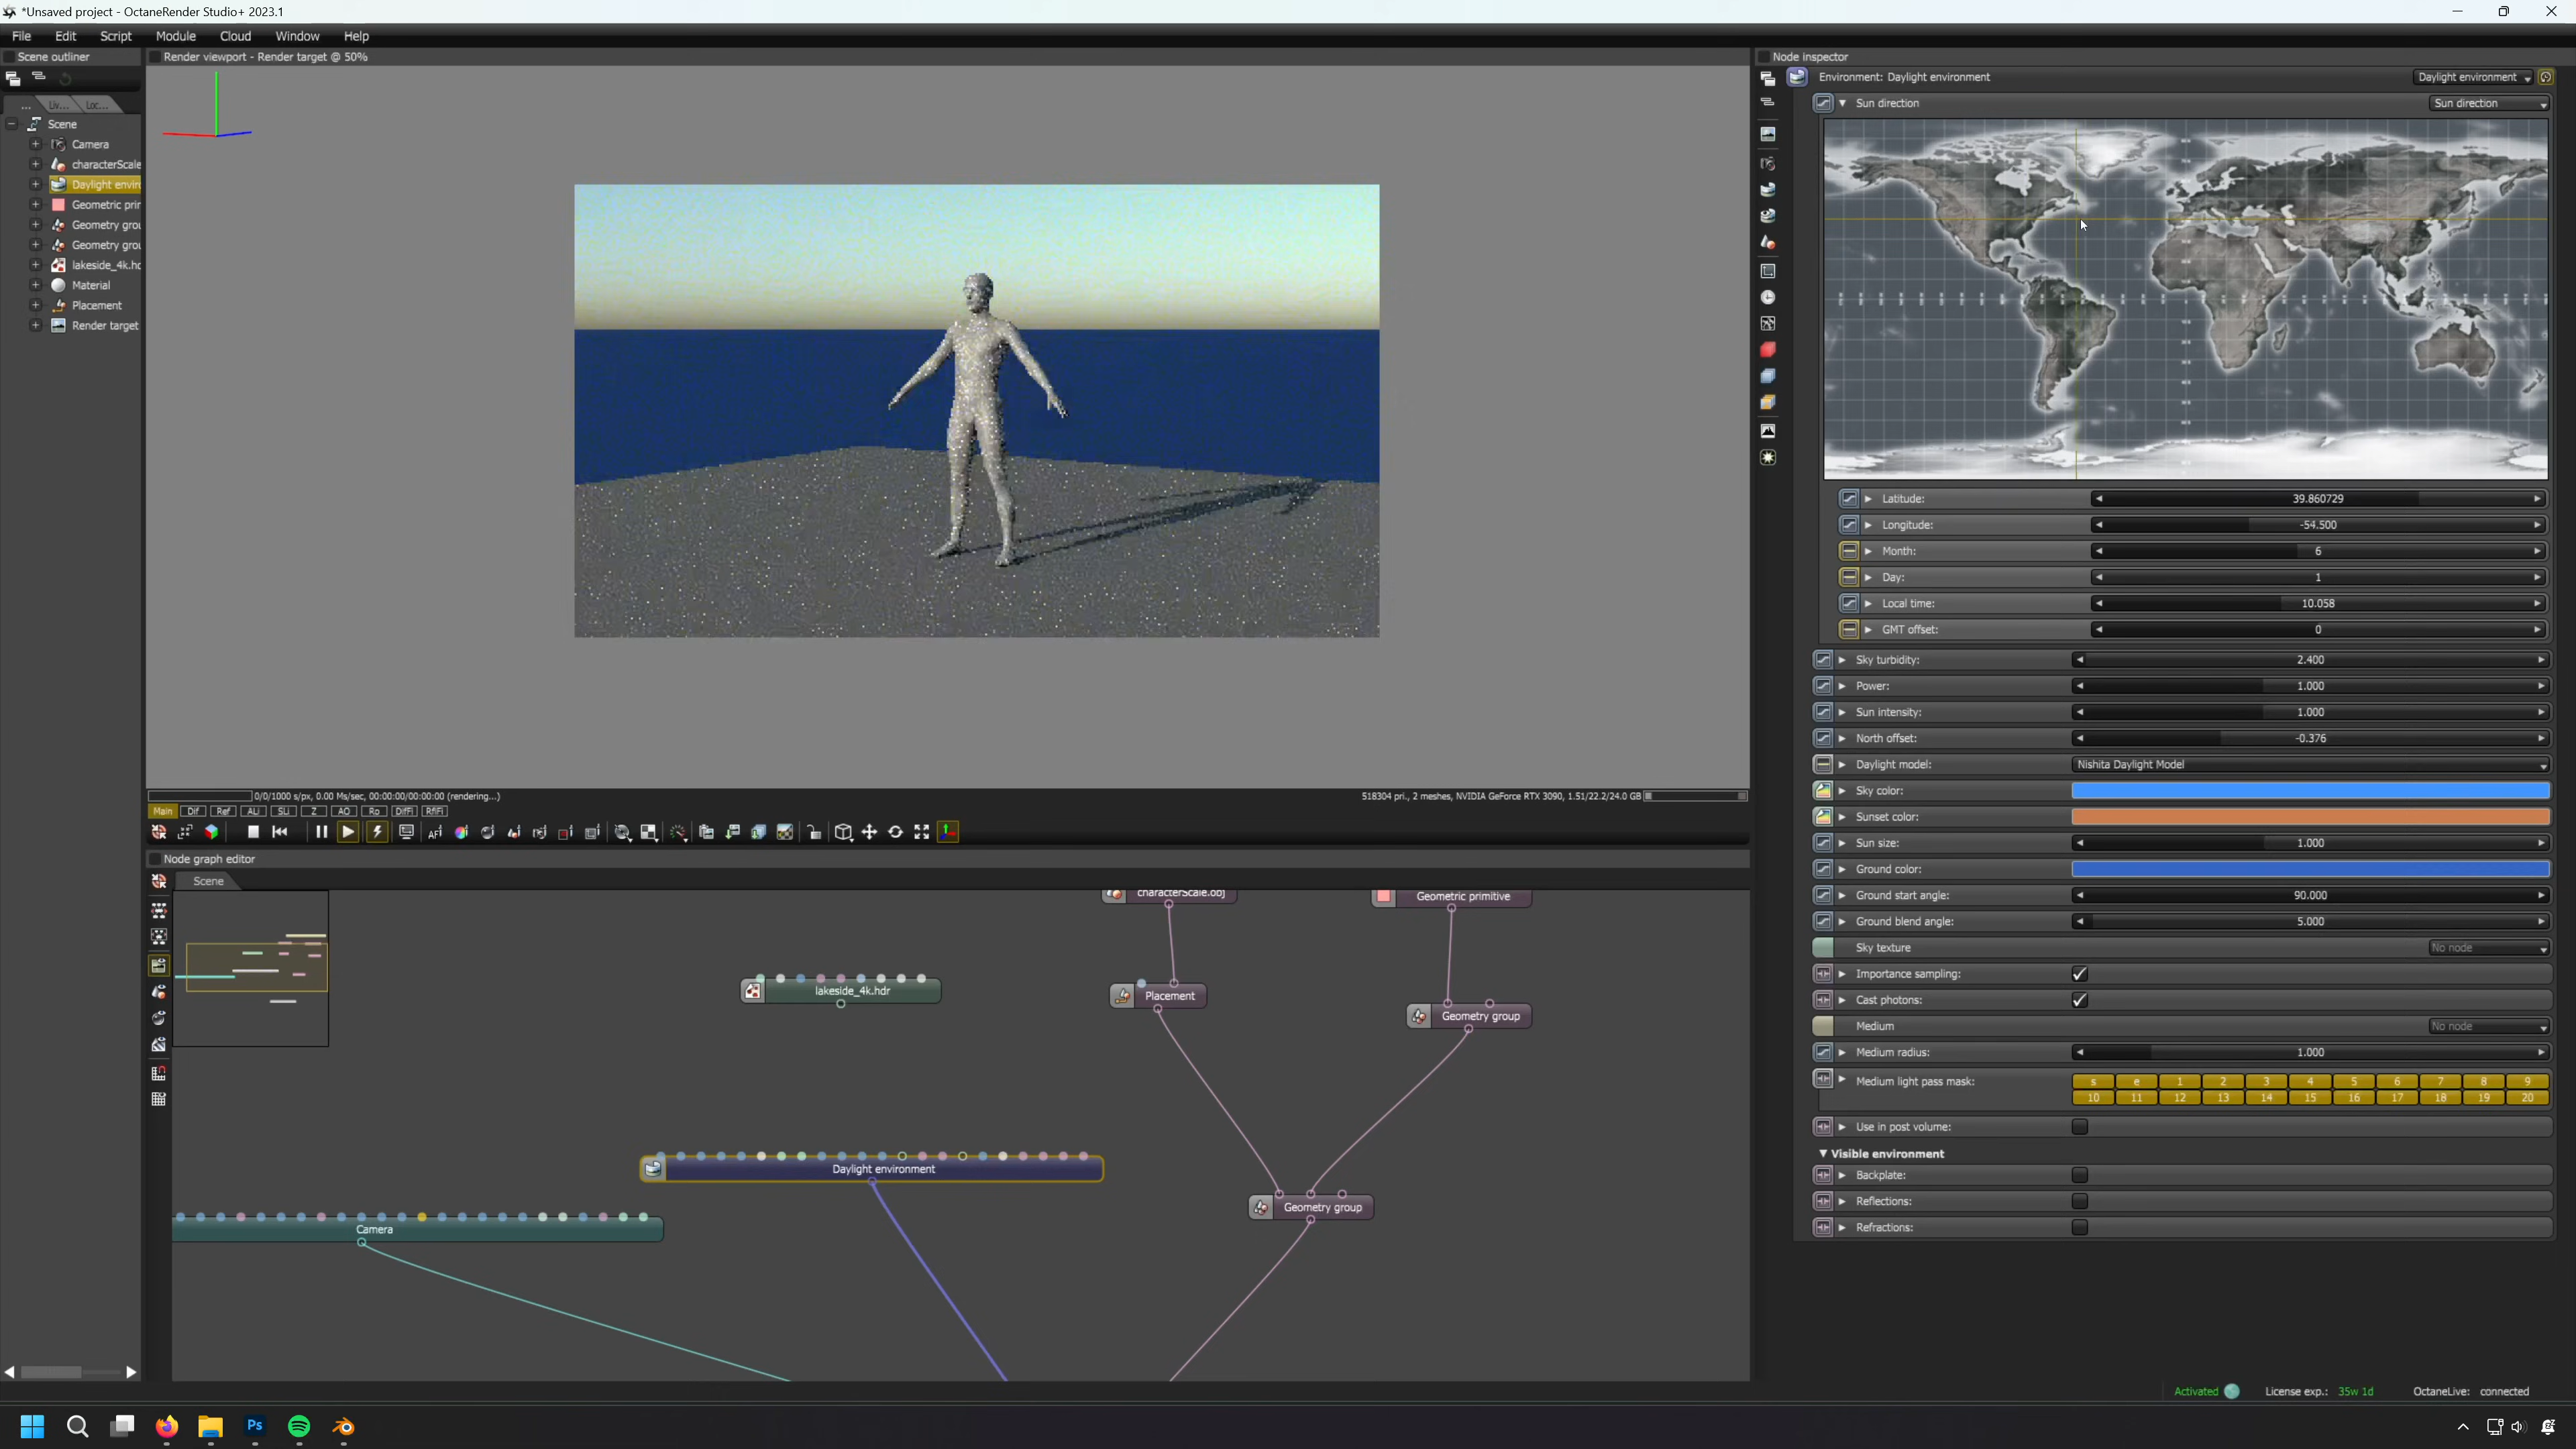 *Unsaved project - OctaneRender Studio+ 2023.1
File Edit Script Module Cloud Window Help
Scene outliner
... Liv... Loc...
Scene
Camera
characterScale
Daylight enviro
Geometric prin
Geometry grou
Geometry grou
lakeside_4k.hd
Material
Placement
Render target
Render viewport - Render target @ 50%
0/0/1000 s/px, 0.00 Ms/sec, 00:00:00/00:00:00 (rendering...)
518304 pri., 2 meshes, NVIDIA GeForce RTX 3090, 1.51/22.2/24.0 GB
Main Dif Ref ALi SLi Z AO Ro DifFi RflFi
AF
Node graph editor
Scene
characterScale.obj
Geometric primitive
lakeside_4k.hdr
Placement
Geometry group
Daylight environment
Geometry group
Camera
Node inspector
Environment: Daylight environment
Daylight environment
Sun direction
Sun direction
Latitude: 39.860729
Longitude: -54.500
Month: 6
Day: 1
Local time: 10.058
GMT offset: 0
Sky turbidity: 2.400
Power: 1.000
Sun intensity: 1.000
North offset: -0.376
Daylight model: Nishita Daylight Model
Sky color:
Sunset color:
Sun size: 1.000
Ground color:
Ground start angle: 90.000
Ground blend angle: 5.000
Sky texture No node
Importance sampling:
Cast photons:
Medium No node
Medium radius: 1.000
Medium light pass mask: s e 1 2 3 4 5 6 7 8 9
10 11 12 13 14 15 16 17 18 19 20
Use in post volume:
Visible environment
Backplate:
Reflections:
Refractions:
Activated License exp.: 35w 1d OctaneLive: connected
Ps